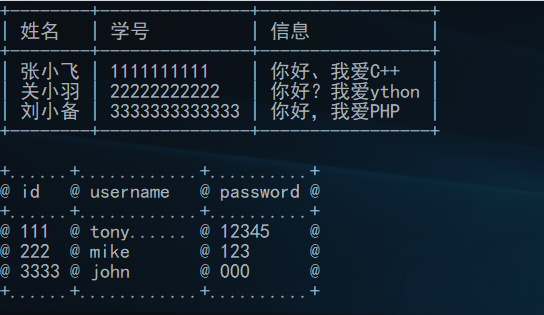 +--------+---------------+-----------------+
| 姓名   | 学号          | 信息            |
+--------+---------------+-----------------+
| 张小飞 | 1111111111    | 你好、我爱C++   |
| 关小羽 | 22222222222   | 你好？我爱ython |
| 刘小备 | 3333333333333 | 你好，我爱PHP   |
+--------+---------------+-----------------+
+......+............+..........+
@ id   @ username   @ password @
+......+............+..........+
@ 111  @ tony...... @ 12345    @
@ 222  @ mike       @ 123      @
@ 3333 @ john       @ 000      @
+......+............+..........+